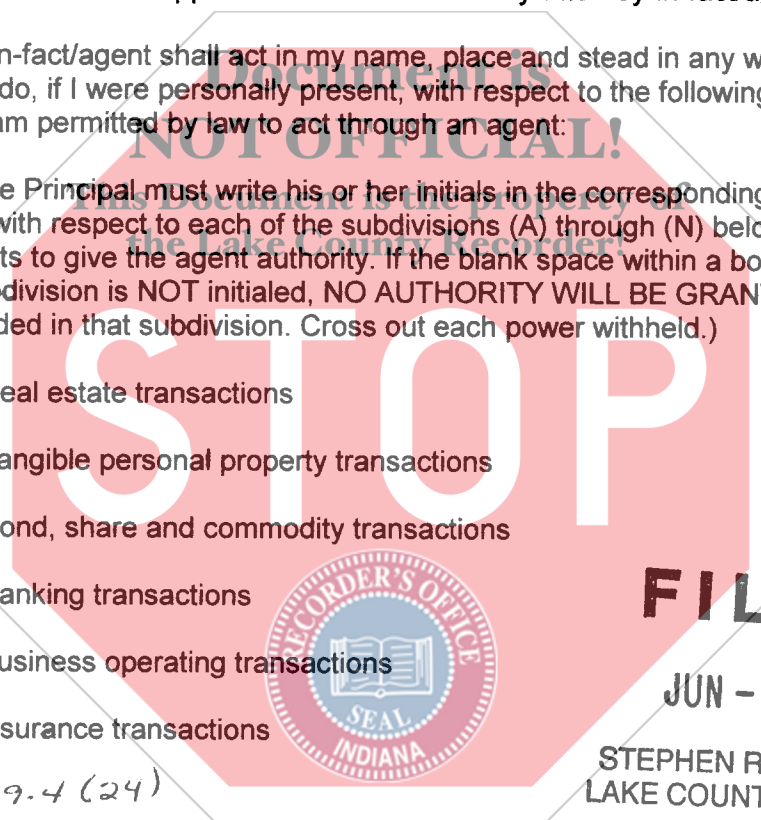 n-fact/agent shall act in my name, place and stead in any w
Document is
do, if I were personally present, with respect to the following
am permitted by law to act through an agent:
NOT OFFICIAL!
e Principal must write his or her initials in the corresponding
This Document is the property of
with respect to each of the subdivisions (A) through (N) belo
the Lake County Recorder!
ts to give the agent authority. If the blank space within a bo
division is NOT initialed, NO AUTHORITY WILL BE GRAN
ded in that subdivision. Cross out each power withheld.)
STOP
eal estate transactions
angible personal property transactions
ond, share and commodity transactions
anking transactions
usiness operating transactions
surance transactions
RECORDER'S OFFICE
SEAL
INDIANA
FIL
JUN -
STEPHEN R
LAKE COUNT
9.4 (24)